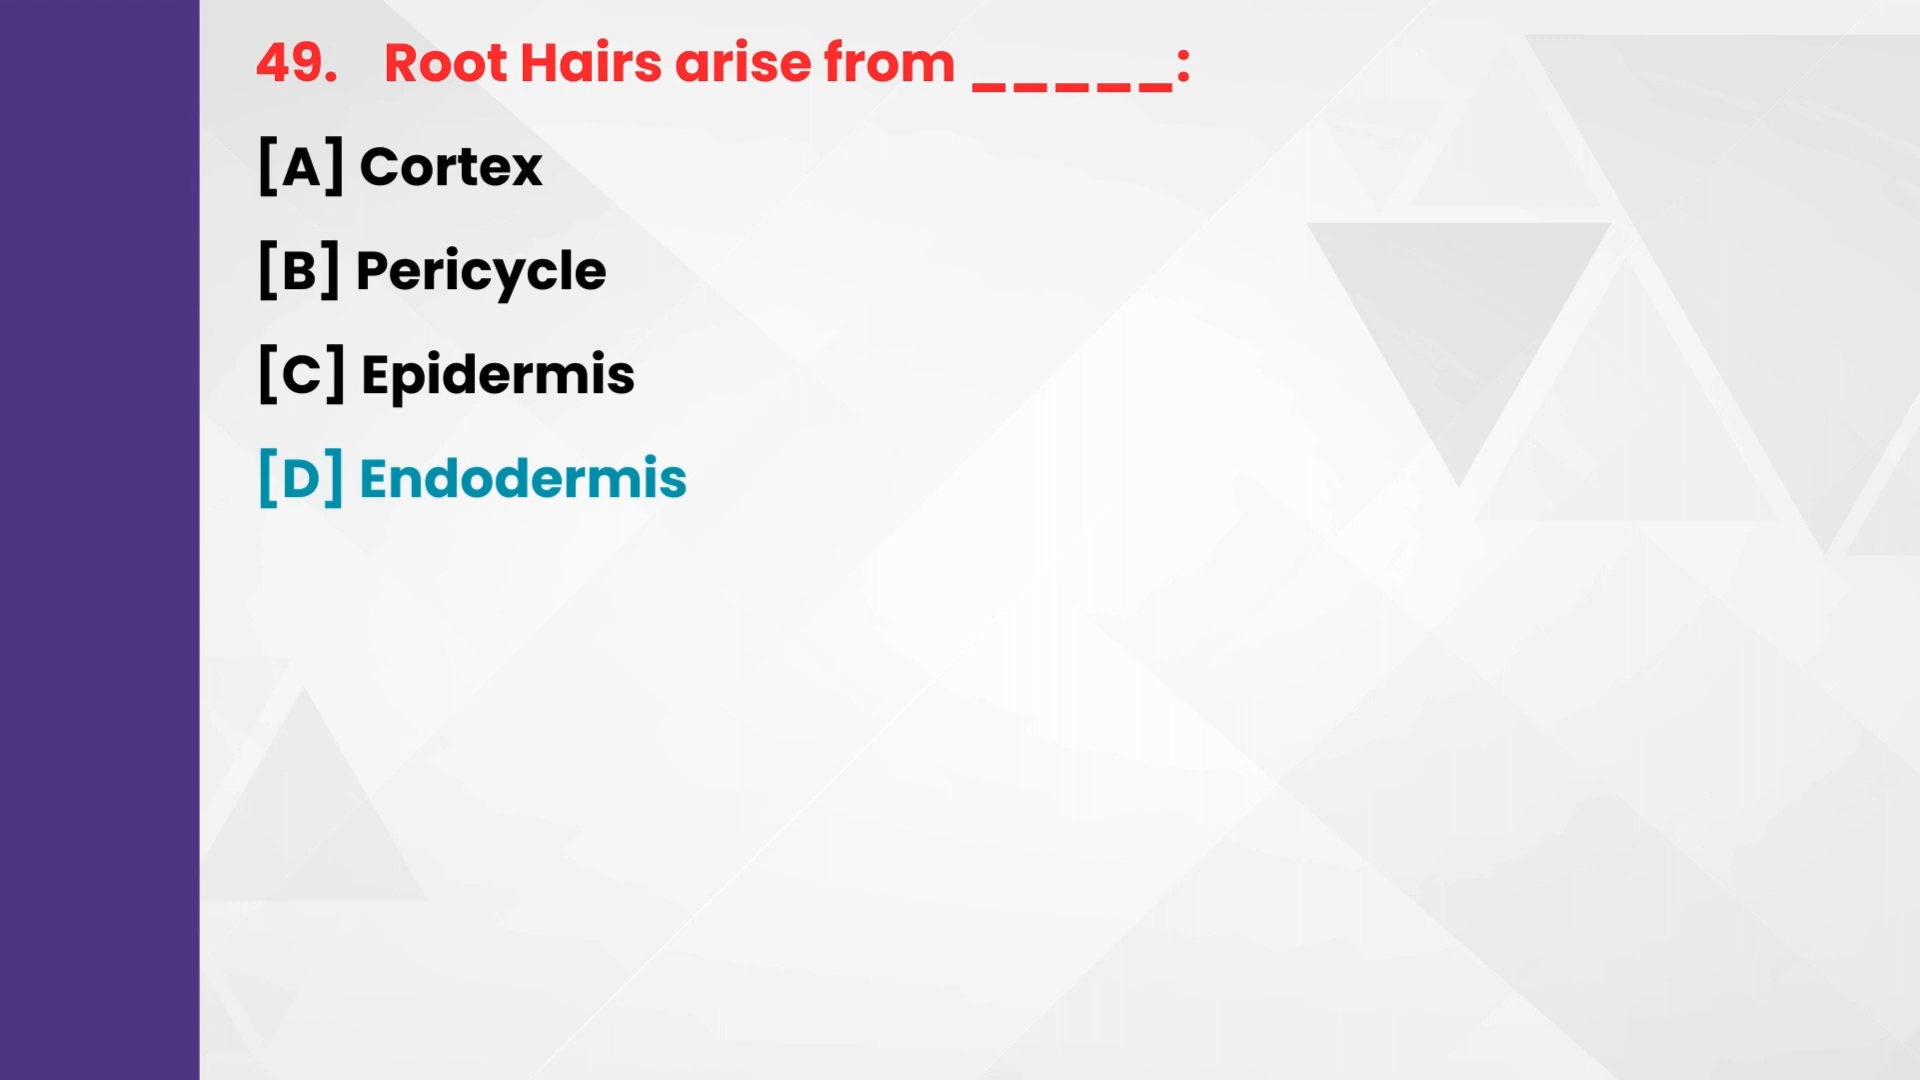 49. Root Hairs arise from _____:
[A] Cortex
[B] Pericycle
[C] Epidermis
[D] Endodermis